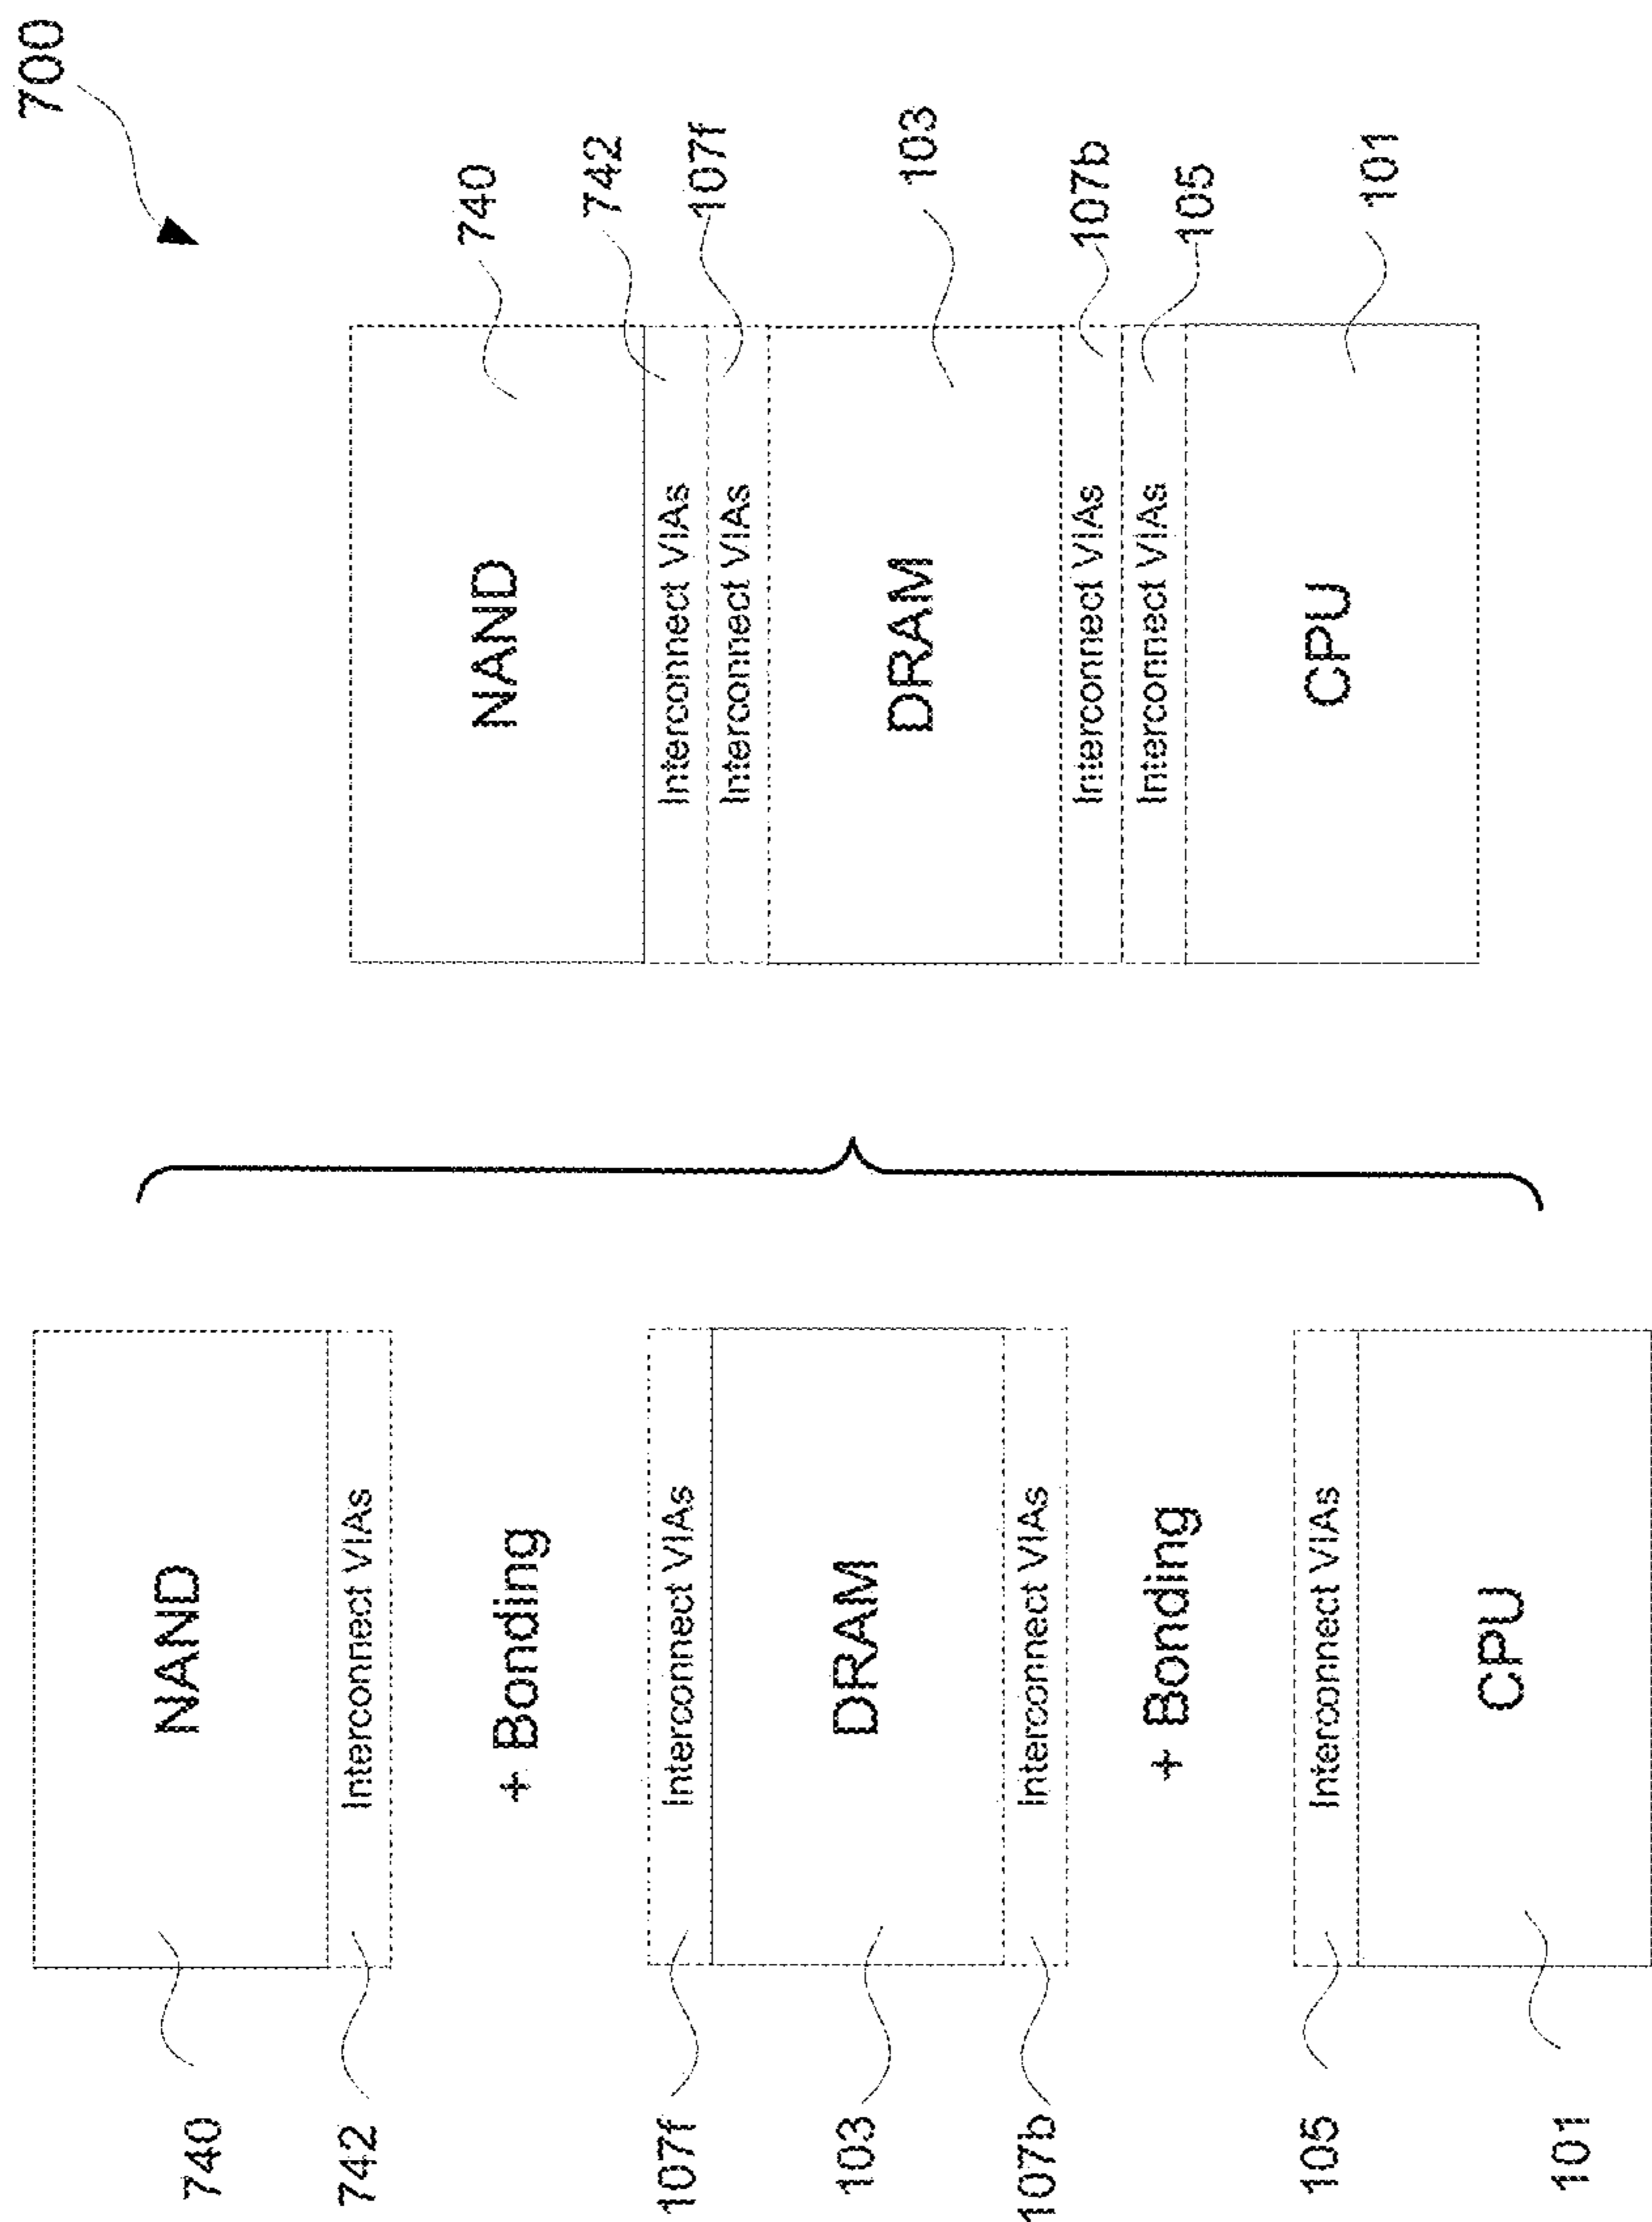 740
NAND
742
Interconnect VIAs
+ Bonding
107f
Interconnect VIAs
103
DRAM
107b
Interconnect VIAs
+ Bonding
105
Interconnect VIAs
101
CPU
700
NAND
740
Interconnect VIAs
742
Interconnect VIAs
107f
DRAM
103
Interconnect VIAs
107b
Interconnect VIAs
105
CPU
101